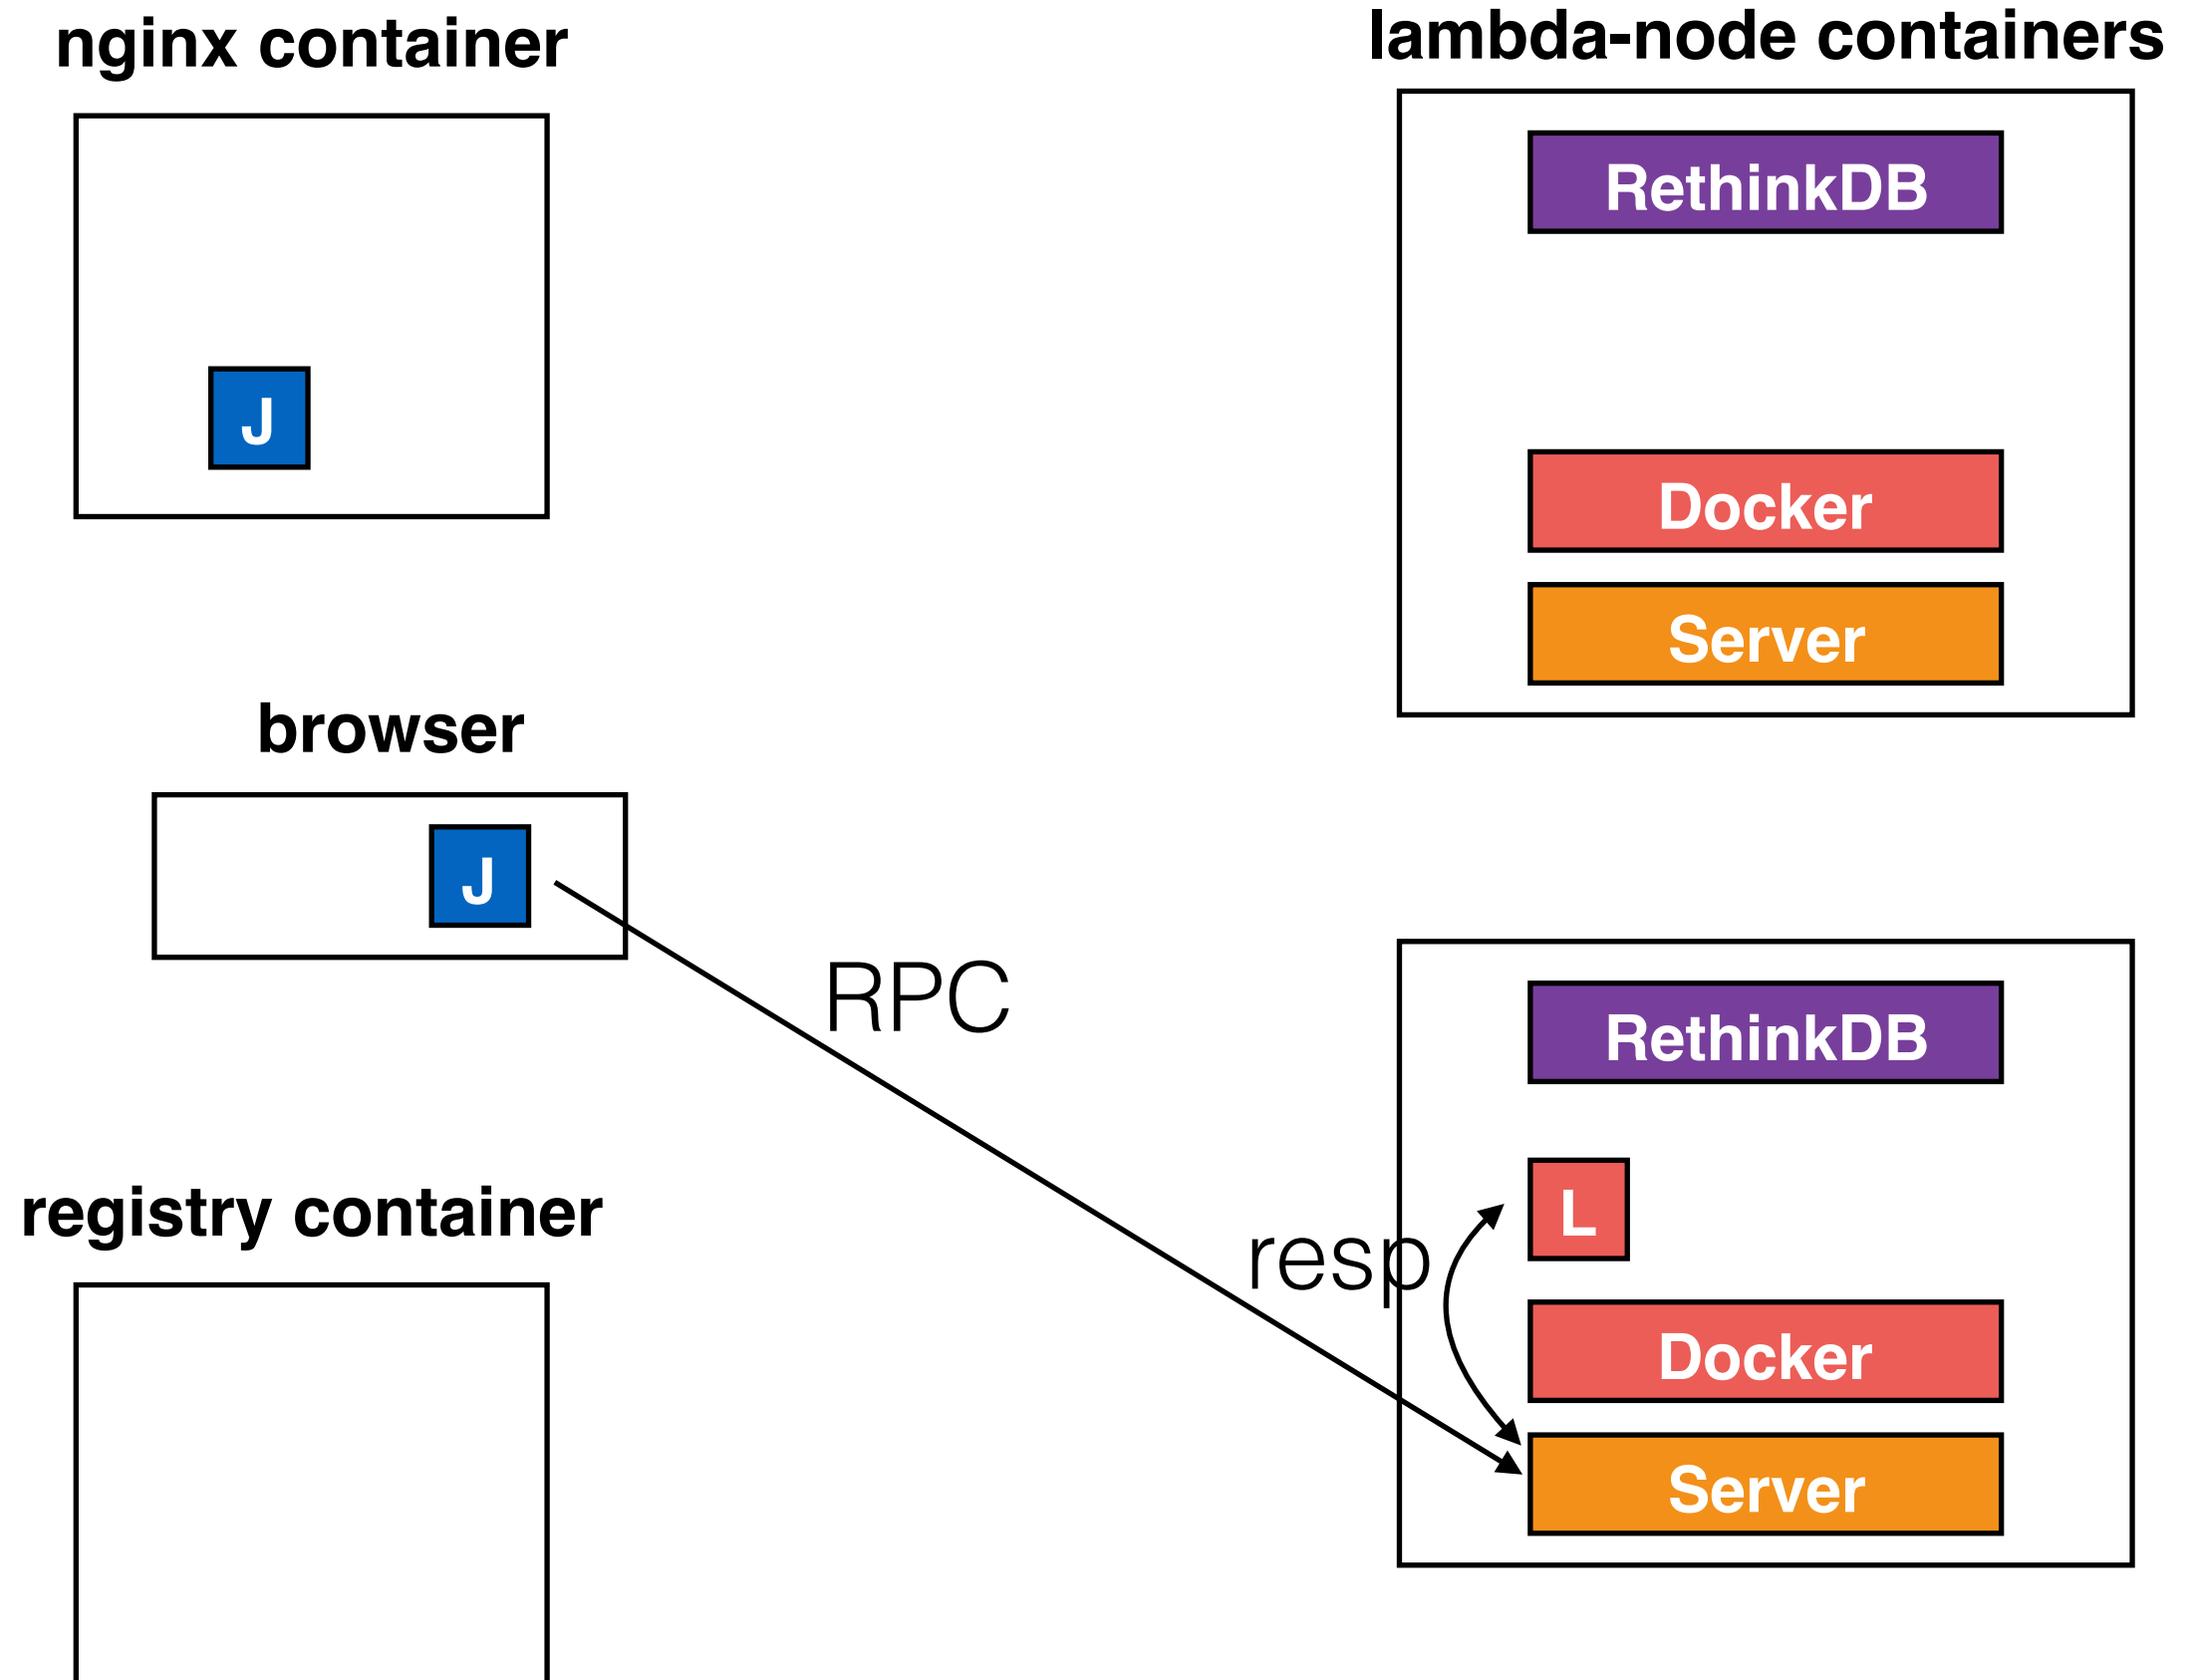 nginx container
lambda-node containers
RethinkDB
J
Docker
Server
browser
J
RPC
RethinkDB
registry container
L
resp
Docker
Server